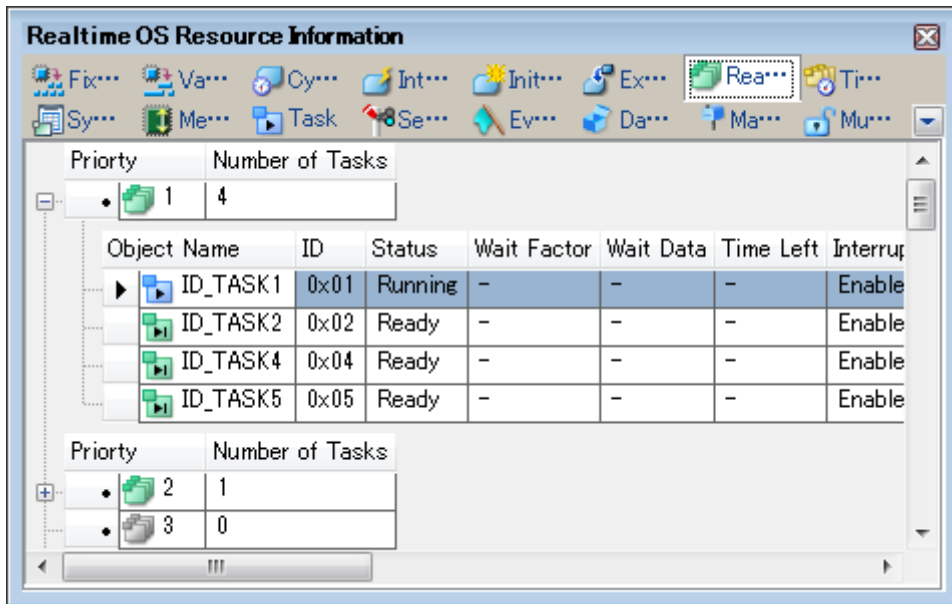 Realtime OS Resource Information
Fix… Va… Cy… Int… Init… Ex… Rea… Ti…
Sy… Me… Task Se… Ev… Da… Ma… Mu…
Priorty Number of Tasks
1 4
Object Name ID Status Wait Factor Wait Data Time Left Interrup
ID_TASK1 0x01 Running - - - Enable
ID_TASK2 0x02 Ready - - - Enable
ID_TASK4 0x04 Ready - - - Enable
ID_TASK5 0x05 Ready - - - Enable
Priorty Number of Tasks
2 1
3 0